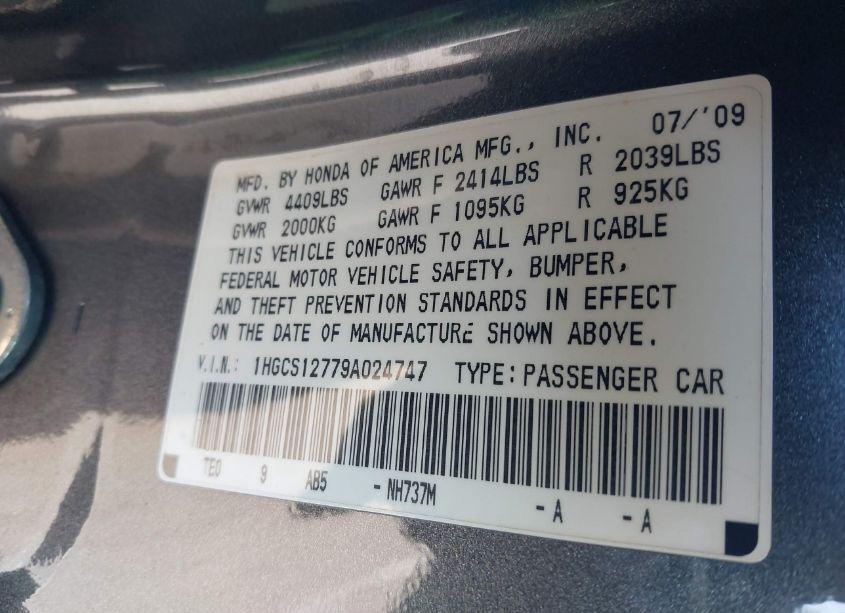 MFD. BY HONDA OF AMERICA MFG., INC. 07/'09
GVWR 4409LBS GAWR F 2414LBS R 2039LBS
GVWR 2000KG GAWR F 1095KG R 925KG
THIS VEHICLE CONFORMS TO ALL APPLICABLE
FEDERAL MOTOR VEHICLE SAFETY, BUMPER,
AND THEFT PREVENTION STANDARDS IN EFFECT
ON THE DATE OF MANUFACTURE SHOWN ABOVE.
V.I.N.: 1HGCS12779A024747 TYPE: PASSENGER CAR
TE0 9 AB5 - NH737M - A - A